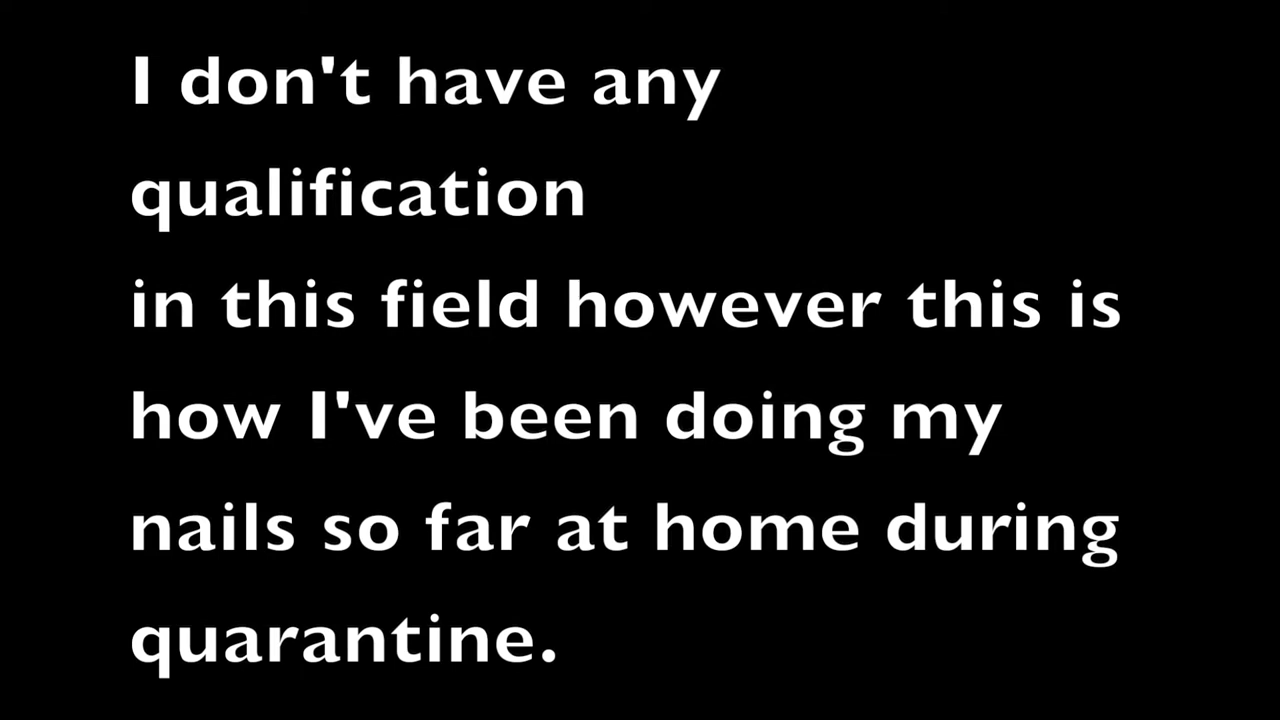 I don't have any
qualification
in this field however this is
how I've been doing my
nails so far at home during
quarantine.